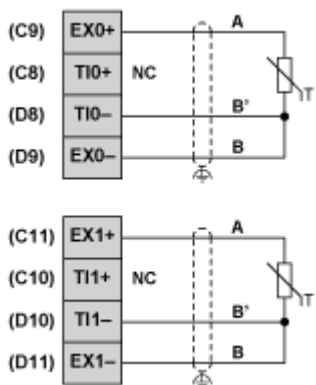 (C9) EX0+ A
(C8) TI0+ NC
T
(D8) TI0– B'
(D9) EX0– B
(C11) EX1+ A
(C10) TI1+ NC
T
(D10) TI1– B'
(D11) EX1– B